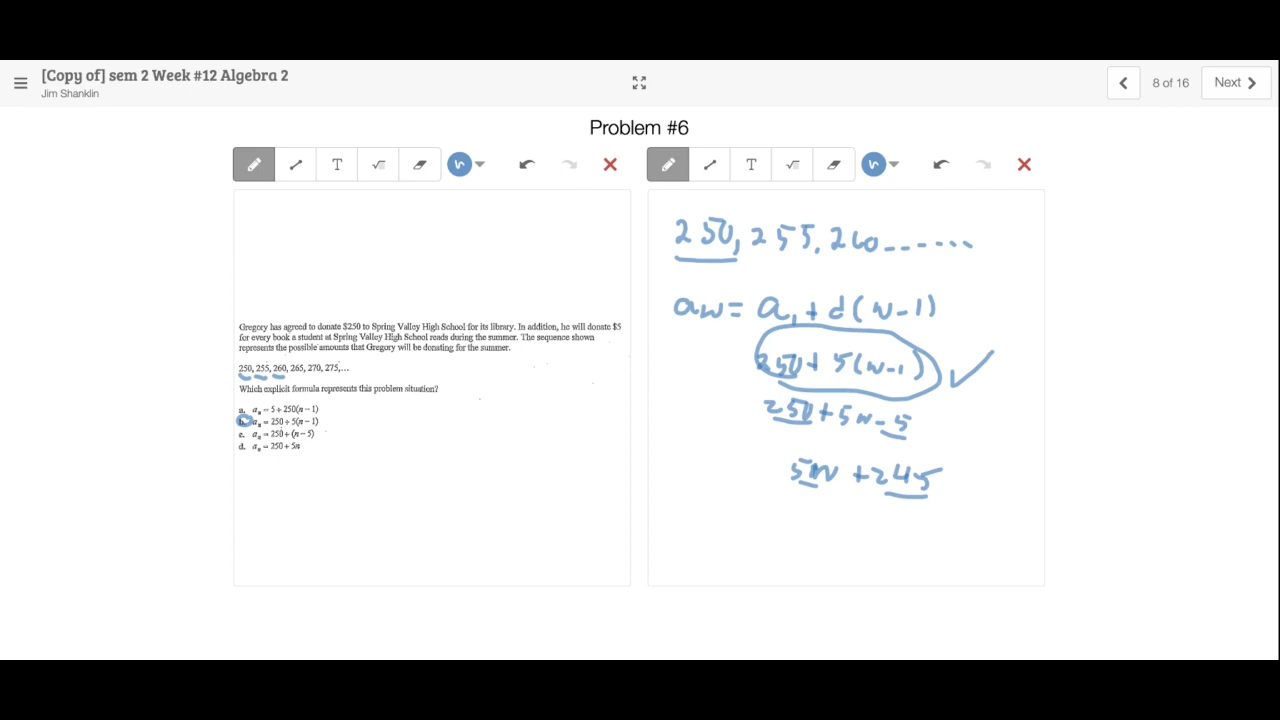 [Copy of] sem 2 Week #12 Algebra 2
Jim Shanklin
8 of 16
Next
Problem #6
T
T
Gregory has agreed to donate $250 to Spring Valley High School for its library. In addition, he will donate $5
for every book a student at Spring Valley High School reads during the summer. The sequence shown
represents the possible amounts that Gregory will be donating for the summer.
250, 255, 260, 265, 270, 275,...
Which explicit formula represents this problem situation?
a. aₙ = 5 + 250(n − 1)
b. aₙ = 250 + 5(n − 1)
c. aₙ = 250 + (n − 5)
d. aₙ = 250 + 5n
250, 255, 260......
an = a₁ + d(n-1)
250 + 5(n-1)
250 + 5n - 5
5n + 245